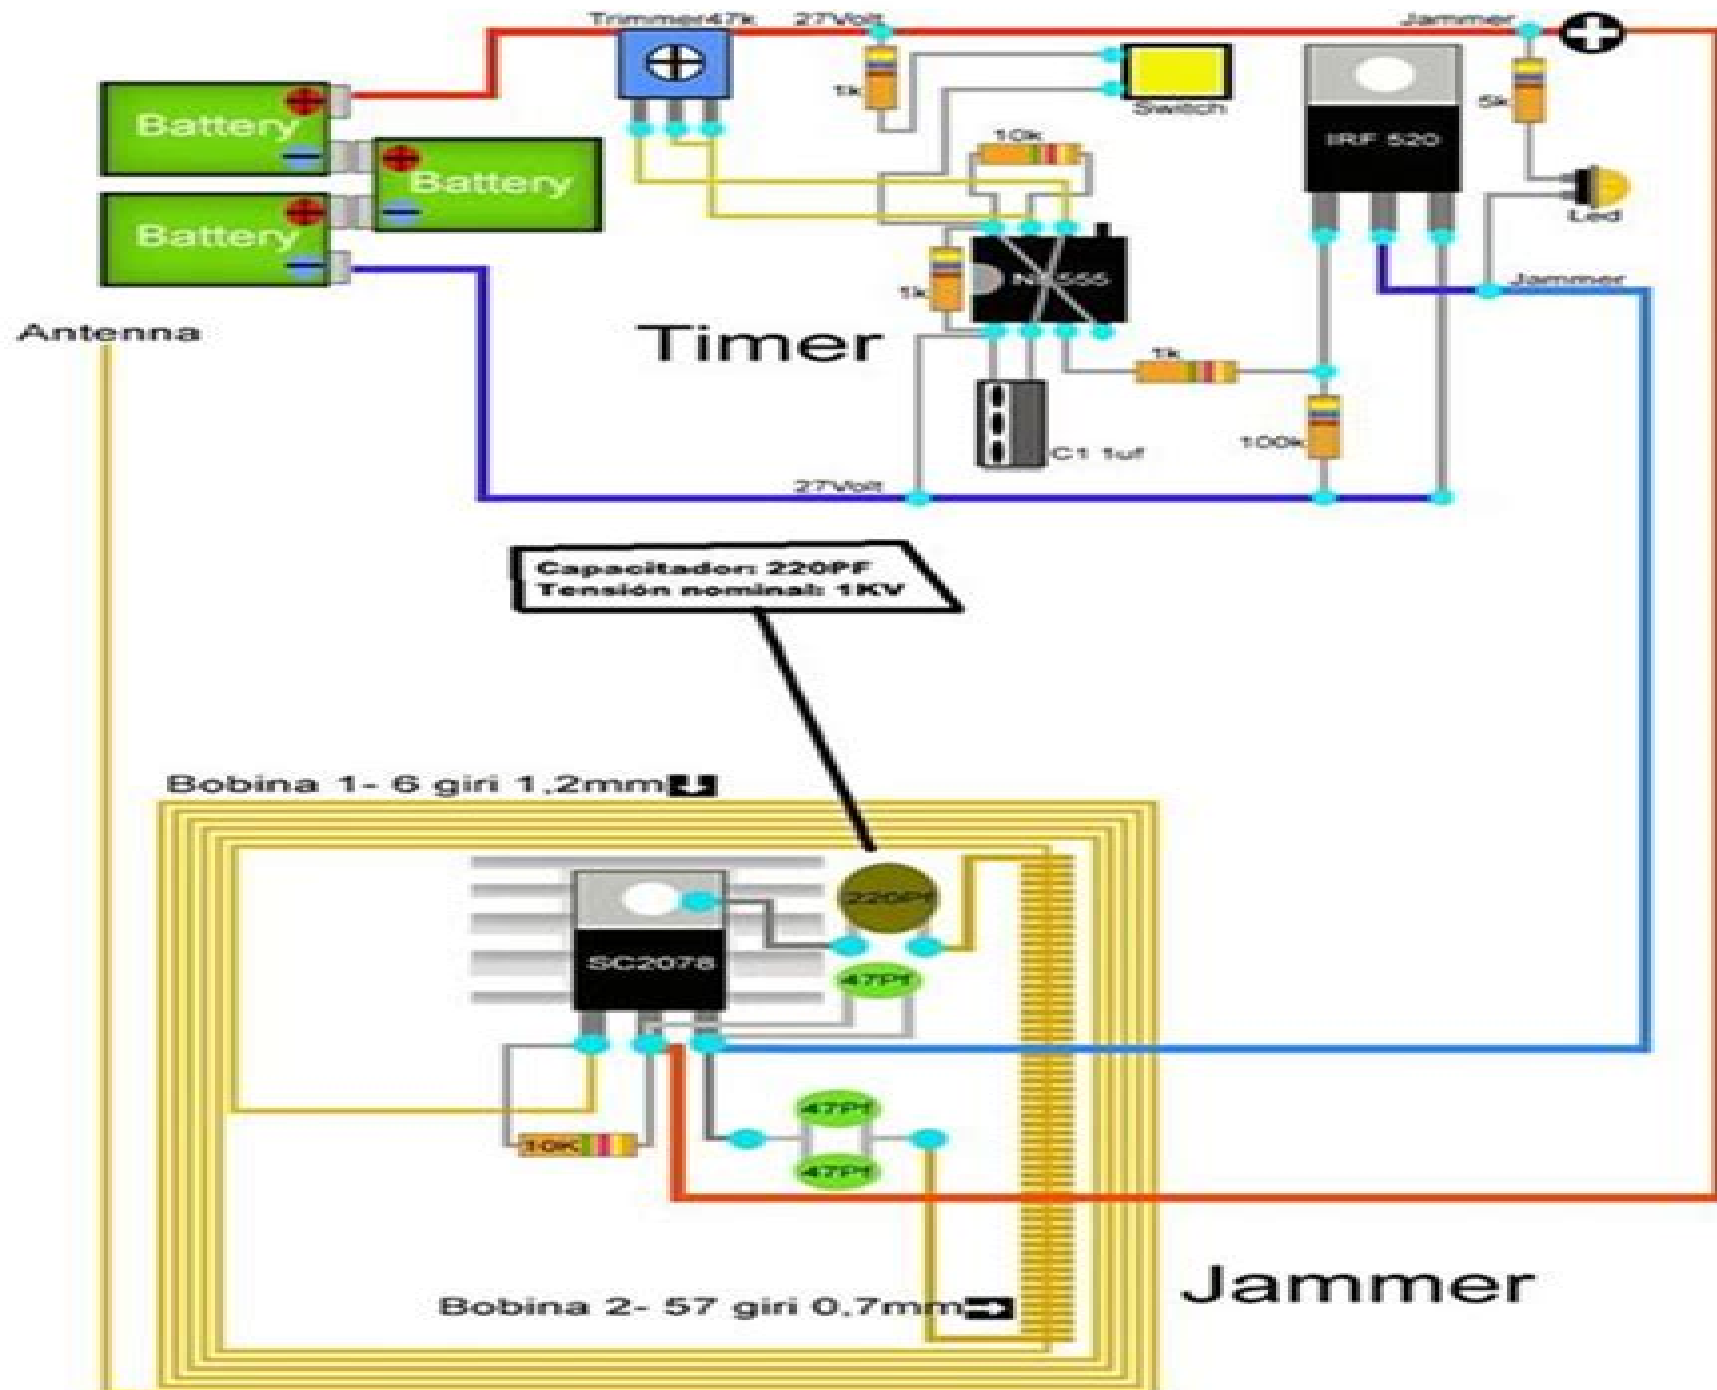 Trimmer47k 27Volt
Jammer
Battery
Battery
Battery
1k
Switch
10k
IRF 520
5k
Led
1k
NE555
Jammer
Antenna
Timer
1k
100k
C1 1uf
27Volt
Capacitador: 220PF
Tensión nominal: 1KV
Bobina 1- 6 giri 1,2mm
220Pf
SC2078
47Pf
47Pf
10K
47Pf
Jammer
Bobina 2- 57 giri 0,7mm